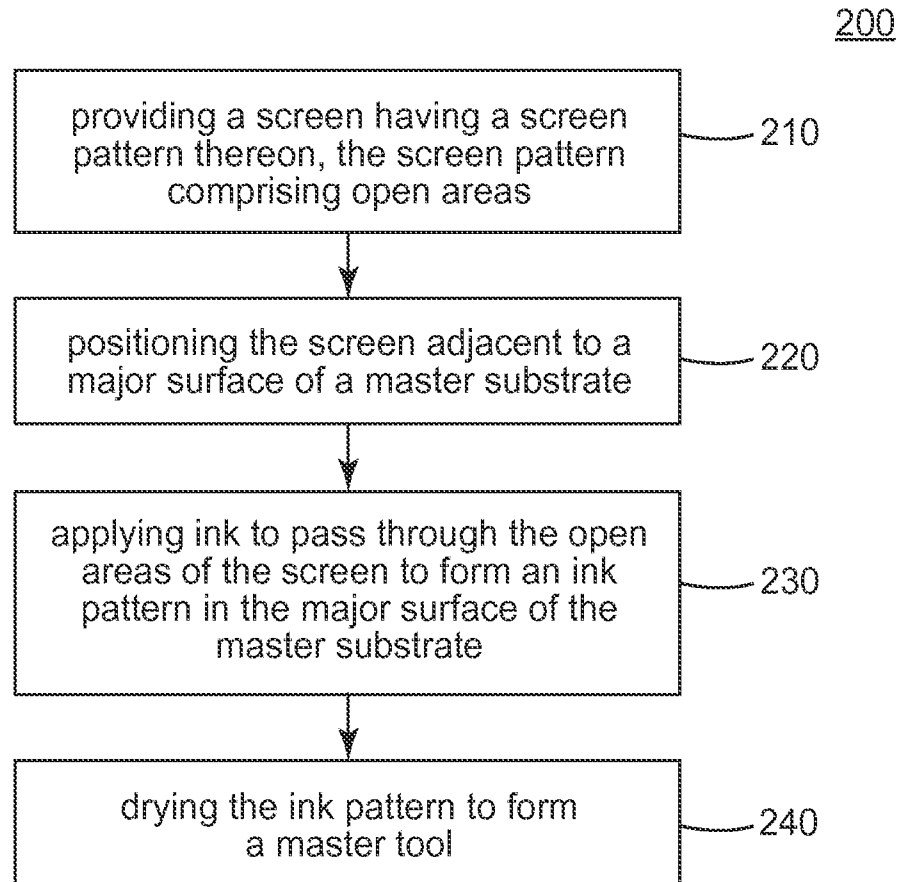 200
providing a screen having a screen
pattern thereon, the screen pattern
comprising open areas
210
positioning the screen adjacent to a
major surface of a master substrate
220
applying ink to pass through the open
areas of the screen to form an ink
pattern in the major surface of the
master substrate
230
drying the ink pattern to form
a master tool
240